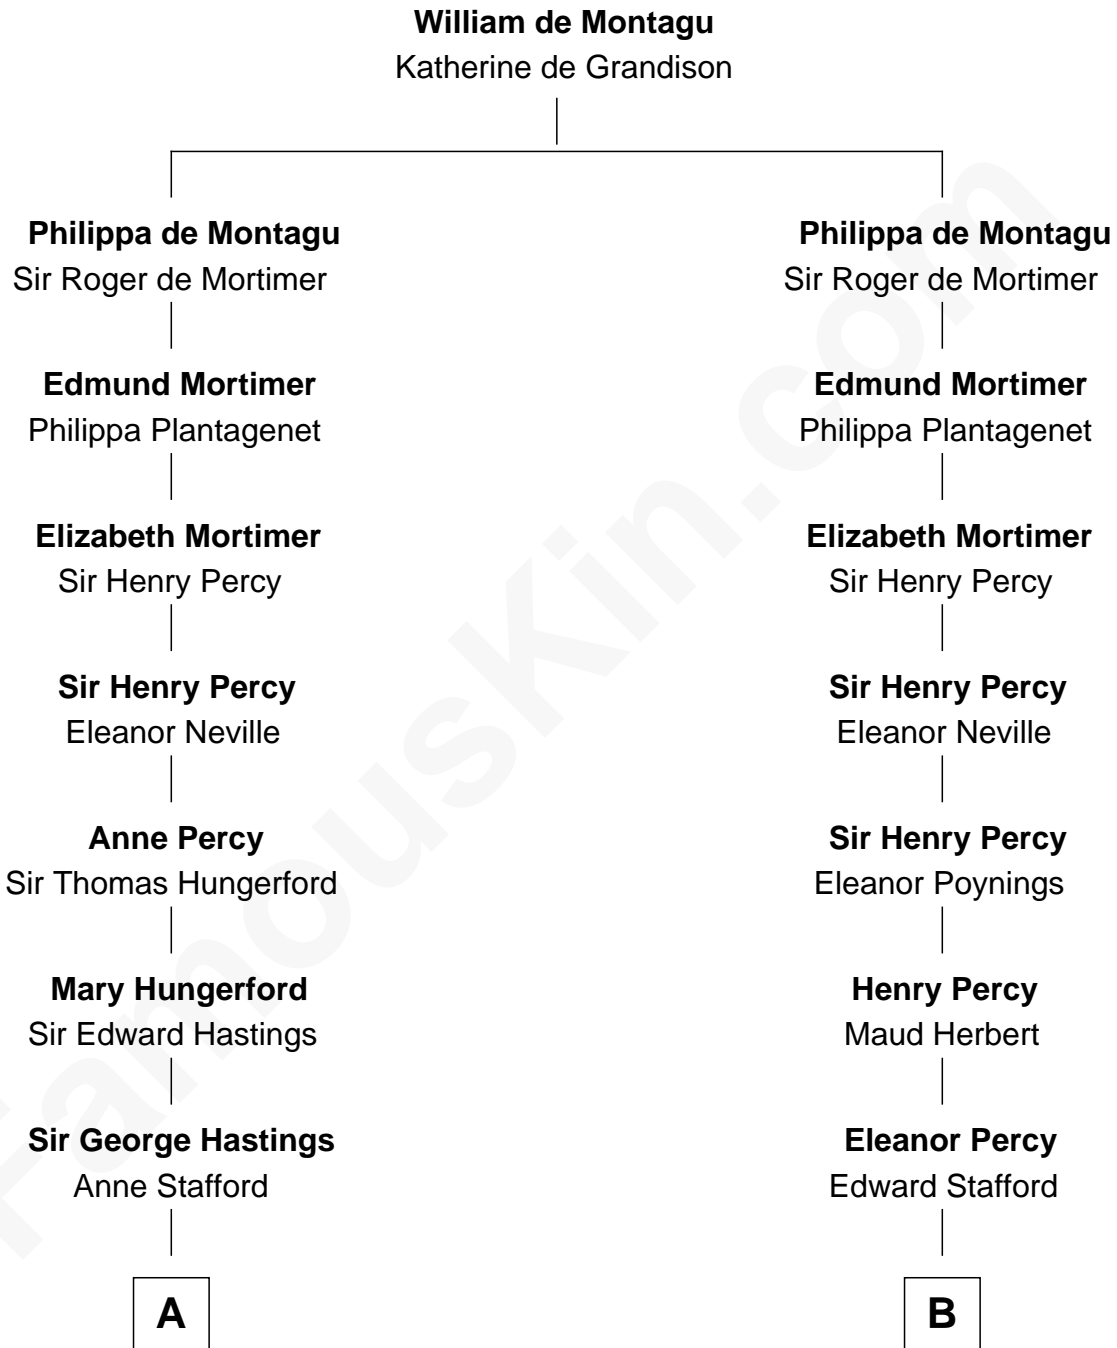 William de Montagu
Katherine de Grandison
Philippa de Montagu
Sir Roger de Mortimer
Edmund Mortimer
Philippa Plantagenet
Elizabeth Mortimer
Sir Henry Percy
Sir Henry Percy
Eleanor Neville
Anne Percy
Sir Thomas Hungerford
Mary Hungerford
Sir Edward Hastings
Sir George Hastings
Anne Stafford
A
Philippa de Montagu
Sir Roger de Mortimer
Edmund Mortimer
Philippa Plantagenet
Elizabeth Mortimer
Sir Henry Percy
Sir Henry Percy
Eleanor Neville
Sir Henry Percy
Eleanor Poynings
Henry Percy
Maud Herbert
Eleanor Percy
Edward Stafford
B
FamousKin.com